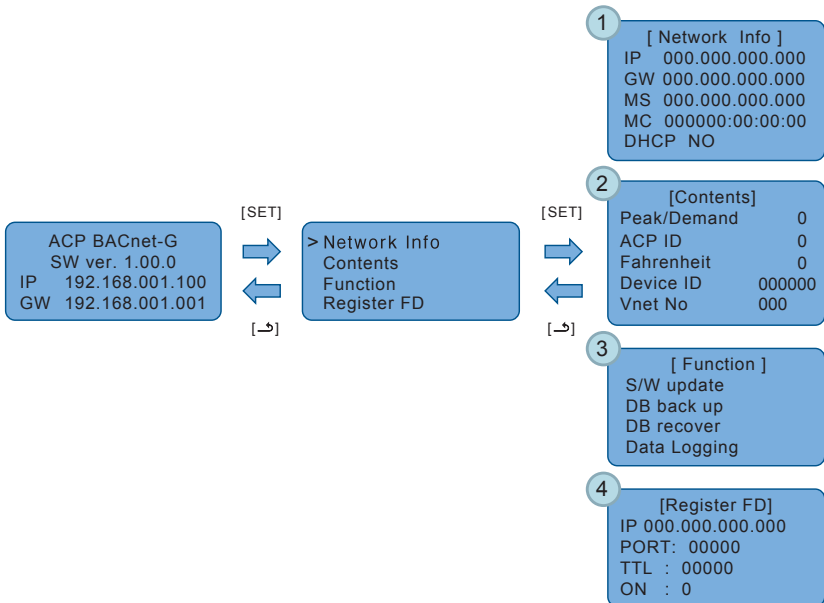 ACP BACnet-G
SW ver. 1.00.0
IP 192.168.001.100
GW 192.168.001.001
[SET]
[⮍]
> Network Info
Contents
Function
Register FD
[SET]
[⮍]
1
[ Network Info ]
IP 000.000.000.000
GW 000.000.000.000
MS 000.000.000.000
MC 000000:00:00:00
DHCP NO
2
[Contents]
Peak/Demand 0
ACP ID 0
Fahrenheit 0
Device ID 000000
Vnet No 000
3
[ Function ]
S/W update
DB back up
DB recover
Data Logging
4
[Register FD]
IP 000.000.000.000
PORT: 00000
TTL : 00000
ON : 0